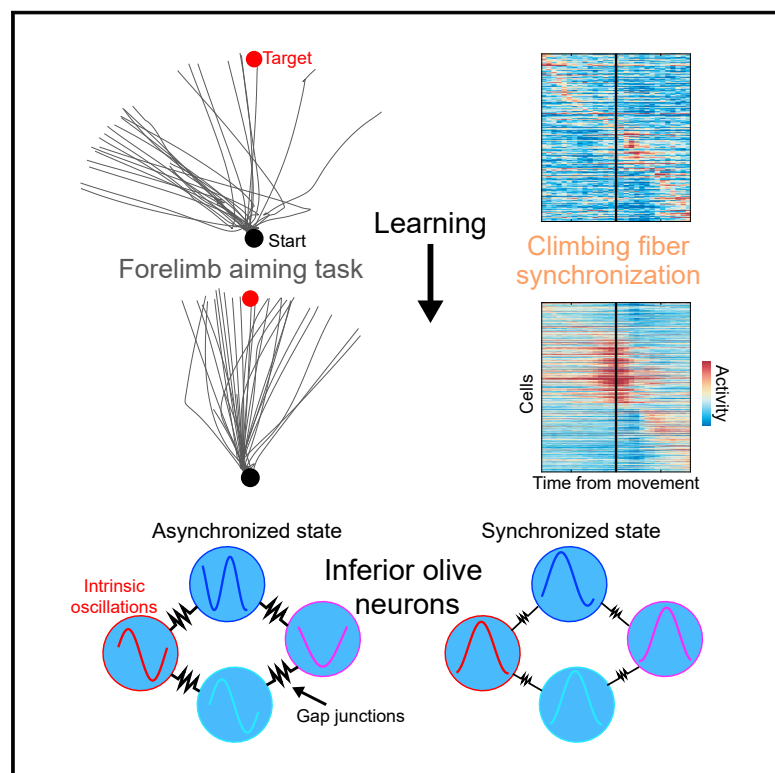 Target
Start
Forelimb aiming task
Learning
Climbing fiber
synchronization
Cells
Activity
Time from movement
Asynchronized state
Synchronized state
Intrinsic
oscillations
Inferior olive
neurons
Gap junctions